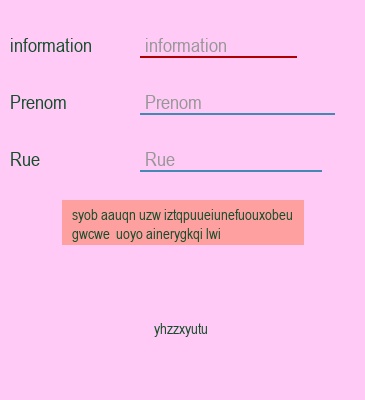 information information
Prenom Prenom
Rue Rue
syob aauqn uzw iztqpuueiunefuouxobeu
gwcwe uoyo ainerygkqi lwi
yhzzxyutu